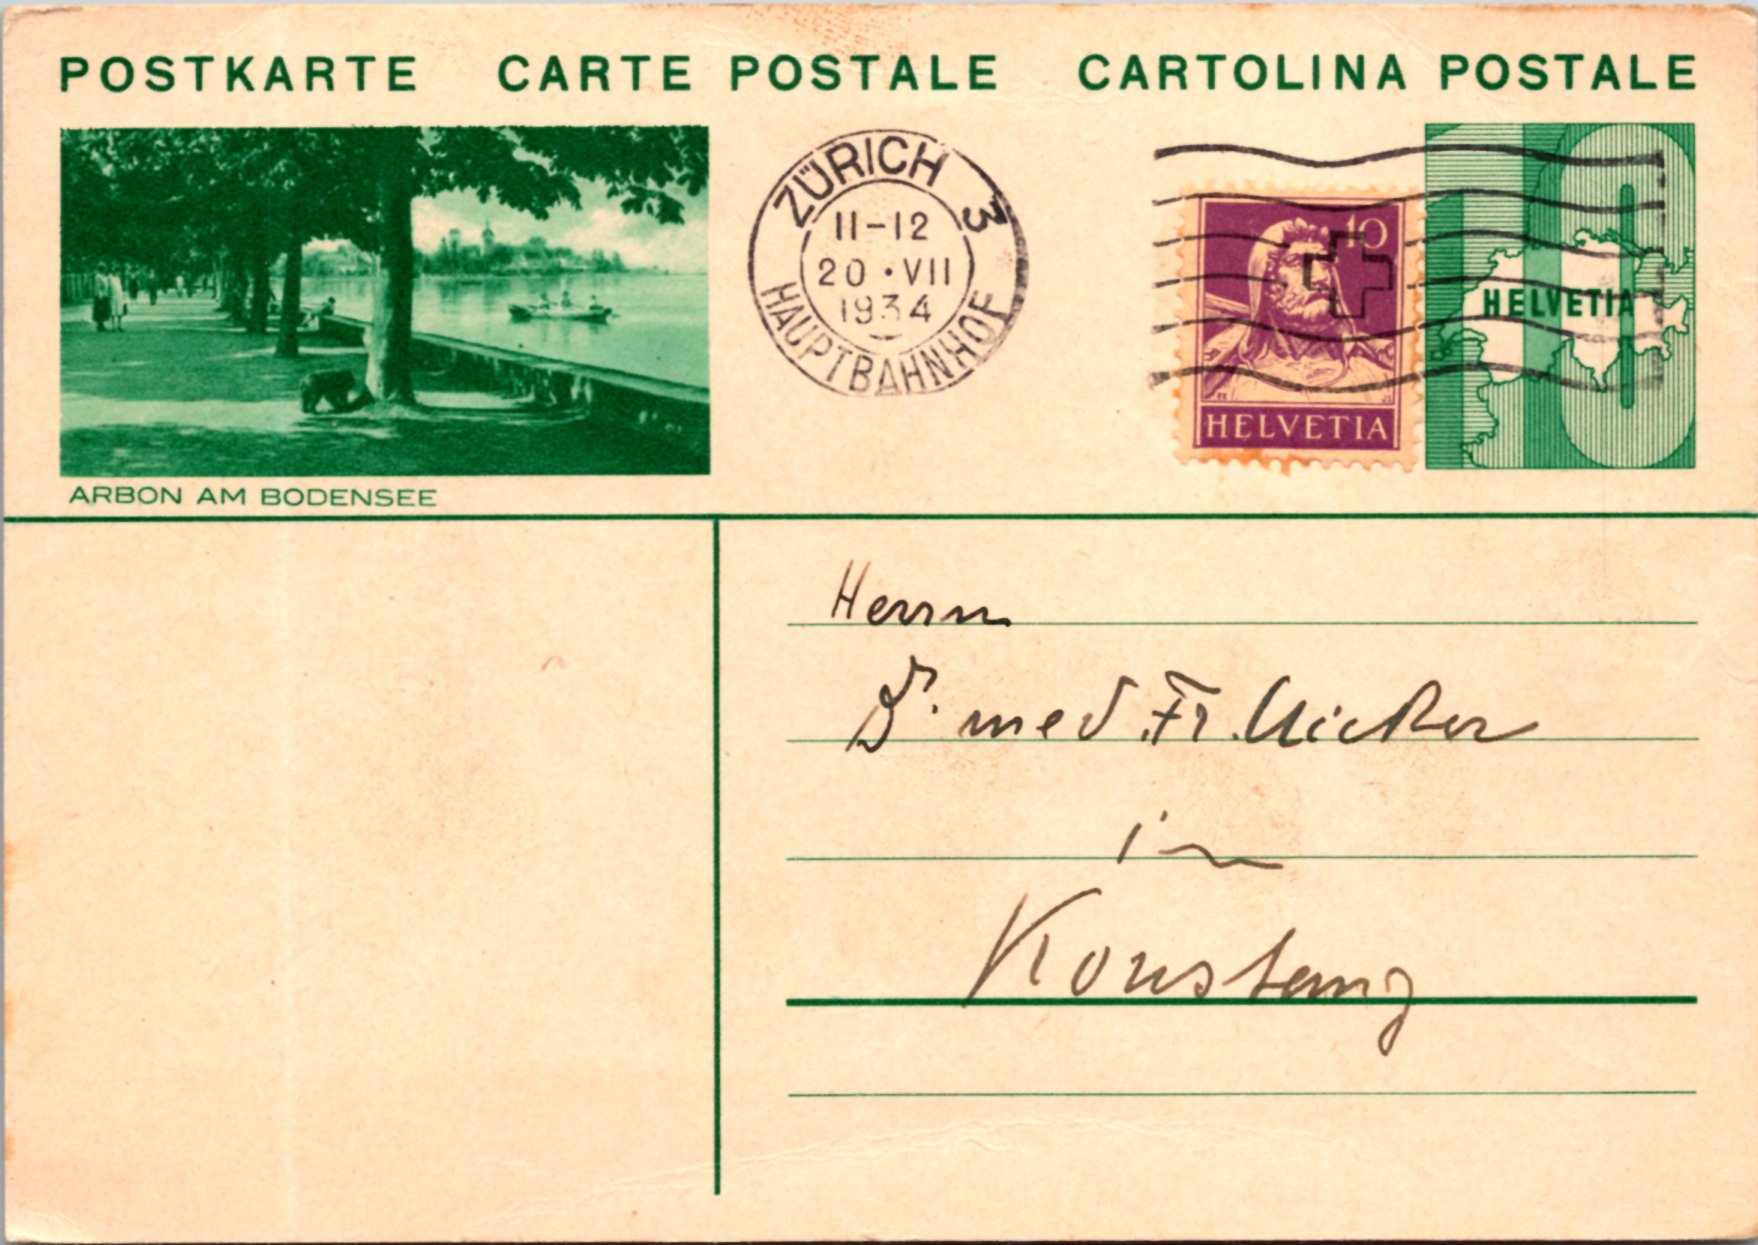 POSTKARTE CARTE POSTALE CARTOLINA POSTALE
ARBON AM BODENSEE
ZÜRICH 3
11-12
20 • VII
1934
HAUPTBAHNHOF
10
HELVETIA
10
HELVETIA
Herrn
Dr. med. Fr.
in
Konstanz